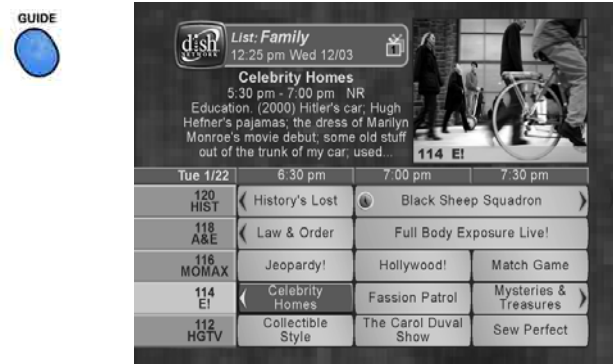 GUIDE
dish
NETWORK
List: Family
12:25 pm Wed 12/03
1
Celebrity Homes
5:30 pm - 7:00 pm NR
Education. (2000) Hitler's car; Hugh
Hefner's pajamas; the dress of Marilyn
Monroe's movie debut; some old stuff
out of the trunk of my car; used...
114 E!
Tue 1/22 6:30 pm 7:00 pm 7:30 pm
120
HIST
History's Lost
Black Sheep Squadron
118
A&E
Law & Order
Full Body Exposure Live!
116
MOMAX
Jeopardy!
Hollywood!
Match Game
114
E!
Celebrity
Homes
Fassion Patrol
Mysteries &
Treasures
112
HGTV
Collectible
Style
The Carol Duval
Show
Sew Perfect